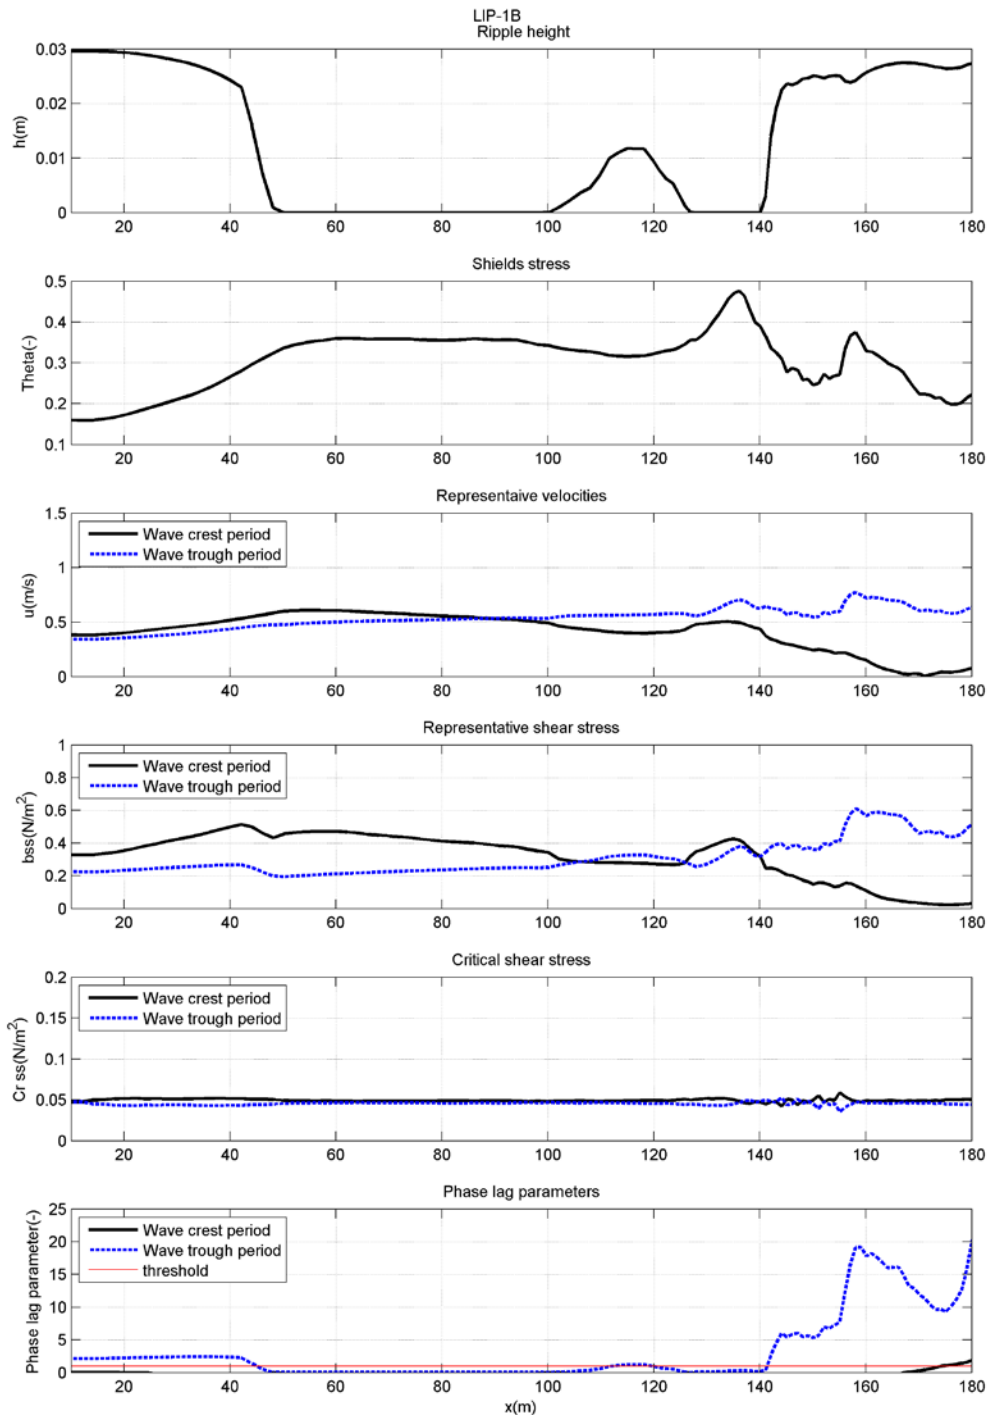 LIP-1B
Ripple height
0.03
0.02
0.01
0
h(m)
20 40 60 80 100 120 140 160 180
Shields stress
0.5
0.4
0.3
0.2
0.1
Theta(-)
20 40 60 80 100 120 140 160 180
Representaive velocities
1.5
1
0.5
0
u(m/s)
Wave crest period
Wave trough period
20 40 60 80 100 120 140 160 180
Representative shear stress
1
0.8
0.6
0.4
0.2
0
bss(N/m²)
Wave crest period
Wave trough period
20 40 60 80 100 120 140 160 180
Critical shear stress
0.2
0.15
0.1
0.05
0
Cr ss(N/m²)
Wave crest period
Wave trough period
20 40 60 80 100 120 140 160 180
Phase lag parameters
25
20
15
10
5
0
Phase lag parameter(-)
Wave crest period
Wave trough period
threshold
20 40 60 80 100 120 140 160 180
x(m)